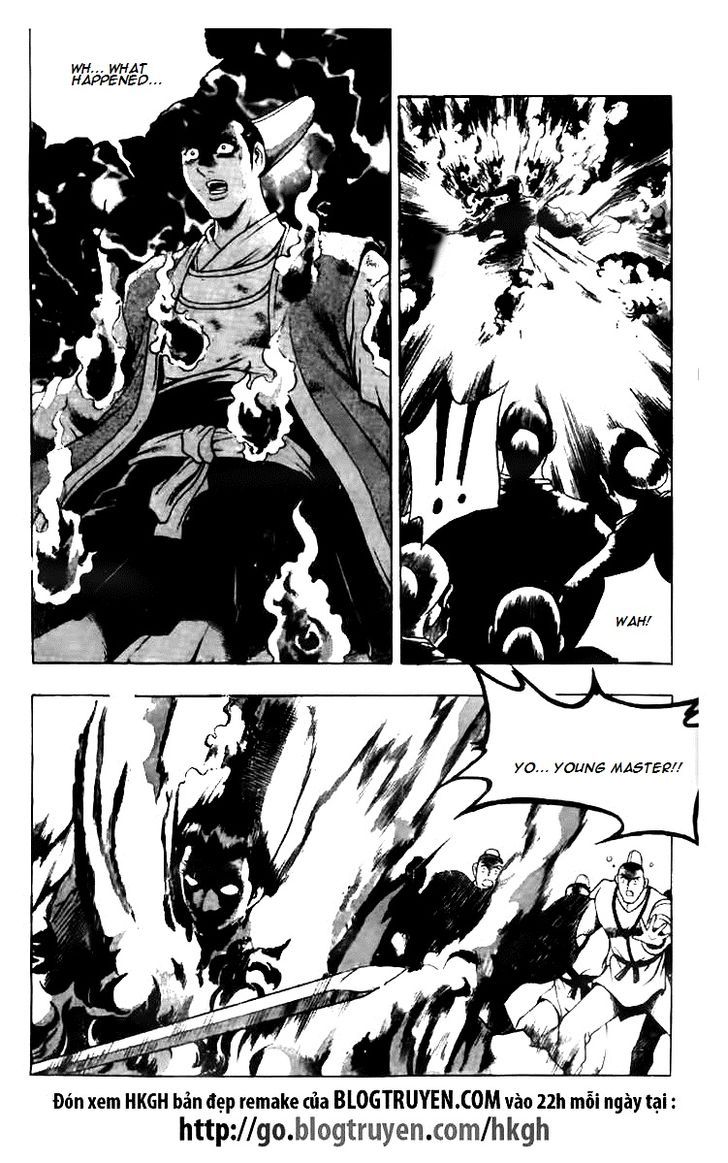 WH... WHAT
HAPPENED...
!!
WAH!
YO... YOUNG MASTER!!
Đón xem HKGH bản đẹp remake của BLOGTRUYEN.COM vào 22h mỗi ngày tại :
http://go.blogtruyen.com/hkgh